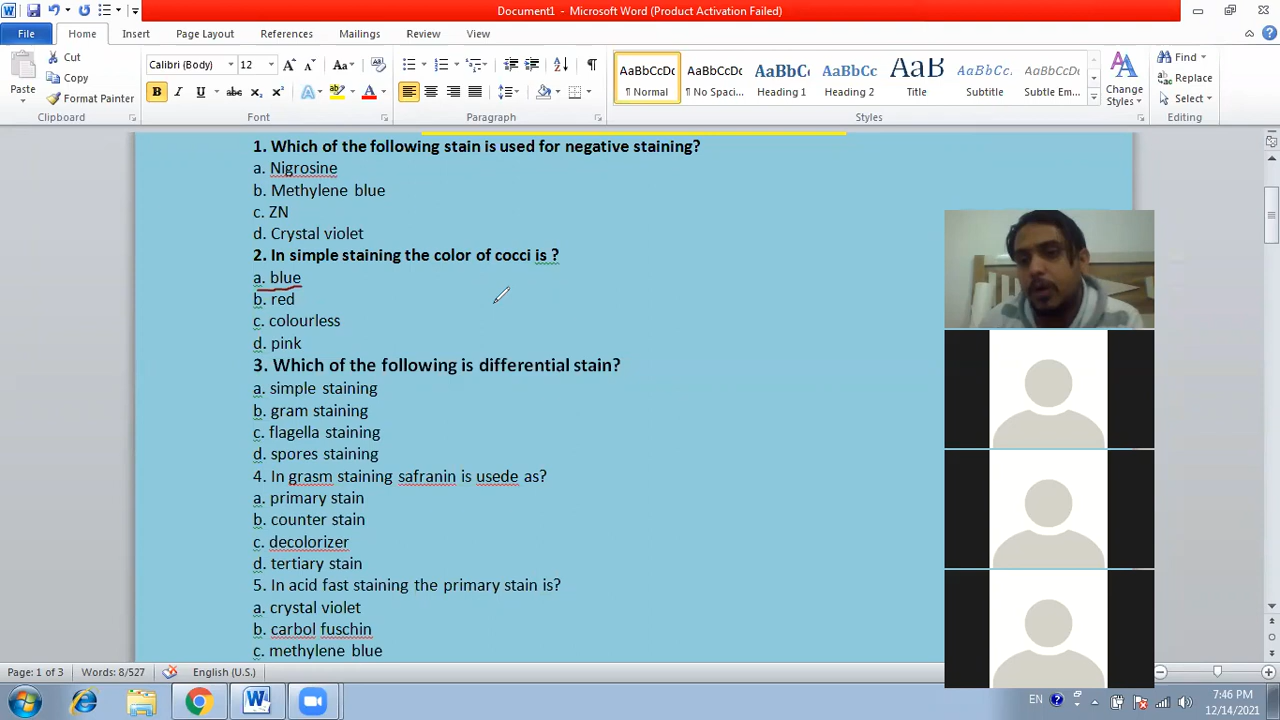 Document1 - Microsoft Word (Product Activation Failed)
File Home Insert Page Layout References Mailings Review View
Paste
Cut
Copy
Format Painter
Clipboard
Calibri (Body) 12
Font
Paragraph
AaBbCcDc AaBbCcDc AaBbCc AaBbCc AaB AaBbCc. AaBbCcDc
¶ Normal ¶ No Spaci... Heading 1 Heading 2 Title Subtitle Subtle Em...
Change
Styles
Styles
Find
Replace
Select
Editing
1. Which of the following stain is used for negative staining?
a. Nigrosine
b. Methylene blue
c. ZN
d. Crystal violet
2. In simple staining the color of cocci is ?
a. blue
b. red
c. colourless
d. pink
3. Which of the following is differential stain?
a. simple staining
b. gram staining
c. flagella staining
d. spores staining
4. In grasm staining safranin is usede as?
a. primary stain
b. counter stain
c. decolorizer
d. tertiary stain
5. In acid fast staining the primary stain is?
a. crystal violet
b. carbol fuschin
c. methylene blue
Page: 1 of 3 Words: 8/527 English (U.S.)
EN
7:46 PM
12/14/2021